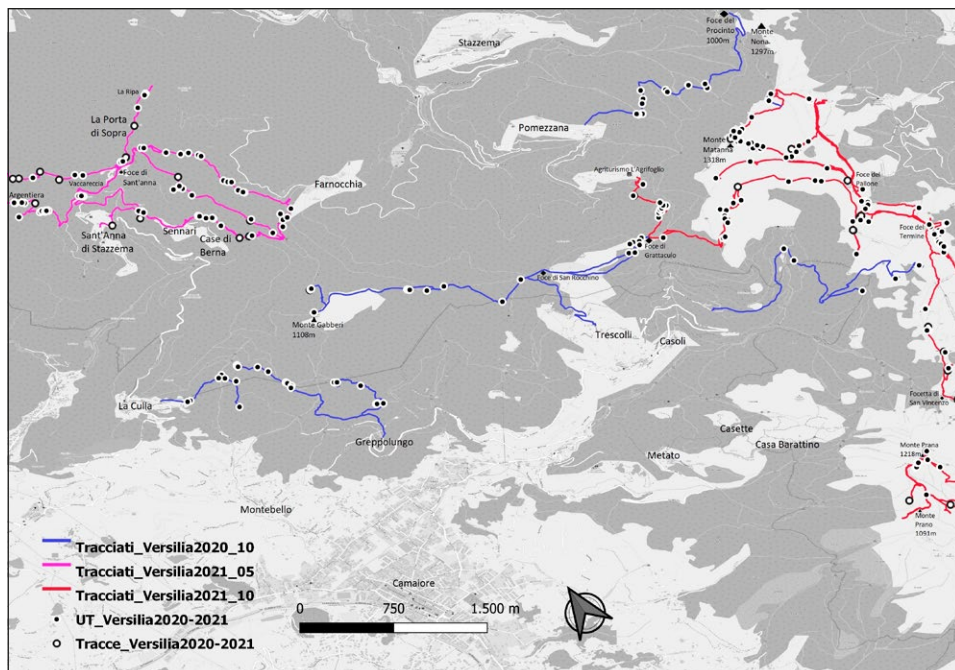 Foce del
Procinto
1000m
Monte
Nona
1297m
Stazzema
La Ripa
La Porta
di Sopra
Pomezzana
Monte
Matanna
1318m
Foce di
Sant'anna
Vaccareccia
Argentiera
Farnocchia
Agriturismo L'Agrifoglio
Foce del
Pallone
Sant'Anna
di Stazzema
Sennari
Case di
Berna
Foce di
Grattaculo
Foce del
Termine
Foce di San Rocchino
Monte Gabberi
1108m
Trescolli
Casoli
La Culla
Greppolungo
Focetta di
San Vincenzo
Casette
Casa Barattino
Metato
Monte Prana
1218m
Monte
Prano
1091m
Montebello
Camaiore
Tracciati_Versilia2020_10
Tracciati_Versilia2021_05
Tracciati_Versilia2021_10
UT_Versilia2020-2021
Tracce_Versilia2020-2021
0 750 1.500 m